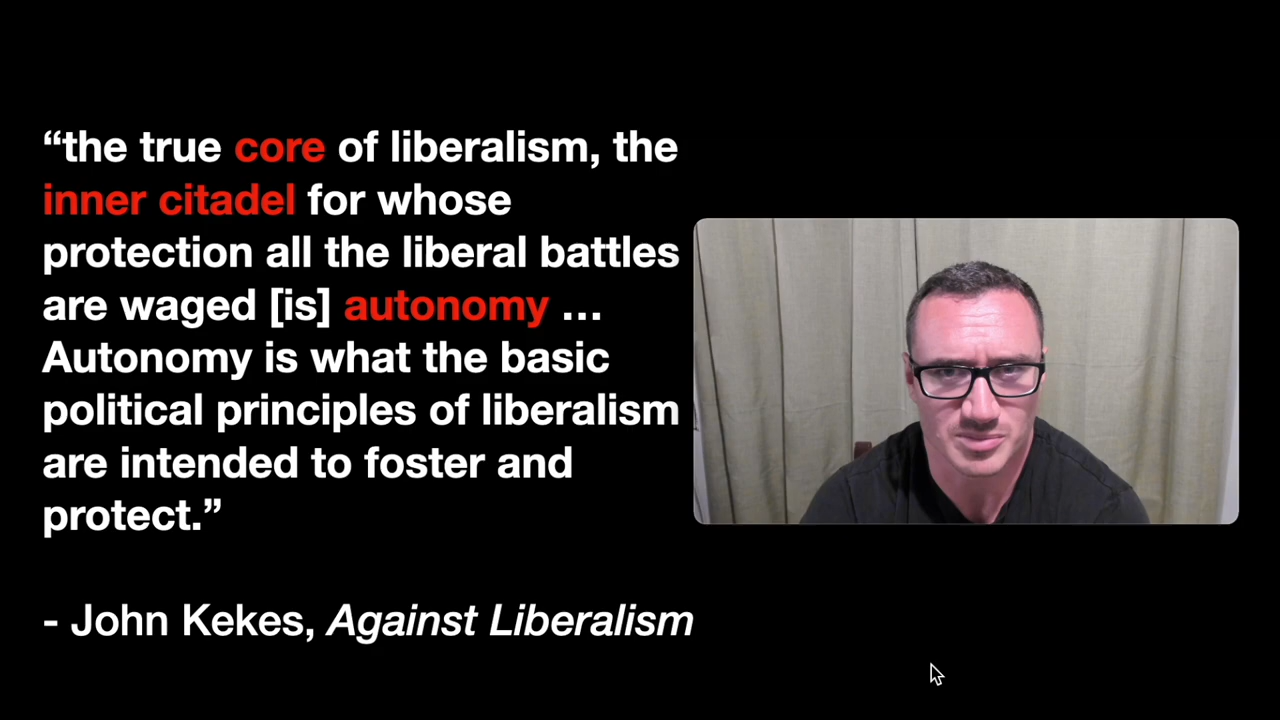 “the true core of liberalism, the
inner citadel for whose
protection all the liberal battles
are waged [is] autonomy …
Autonomy is what the basic
political principles of liberalism
are intended to foster and
protect.”
- John Kekes, Against Liberalism